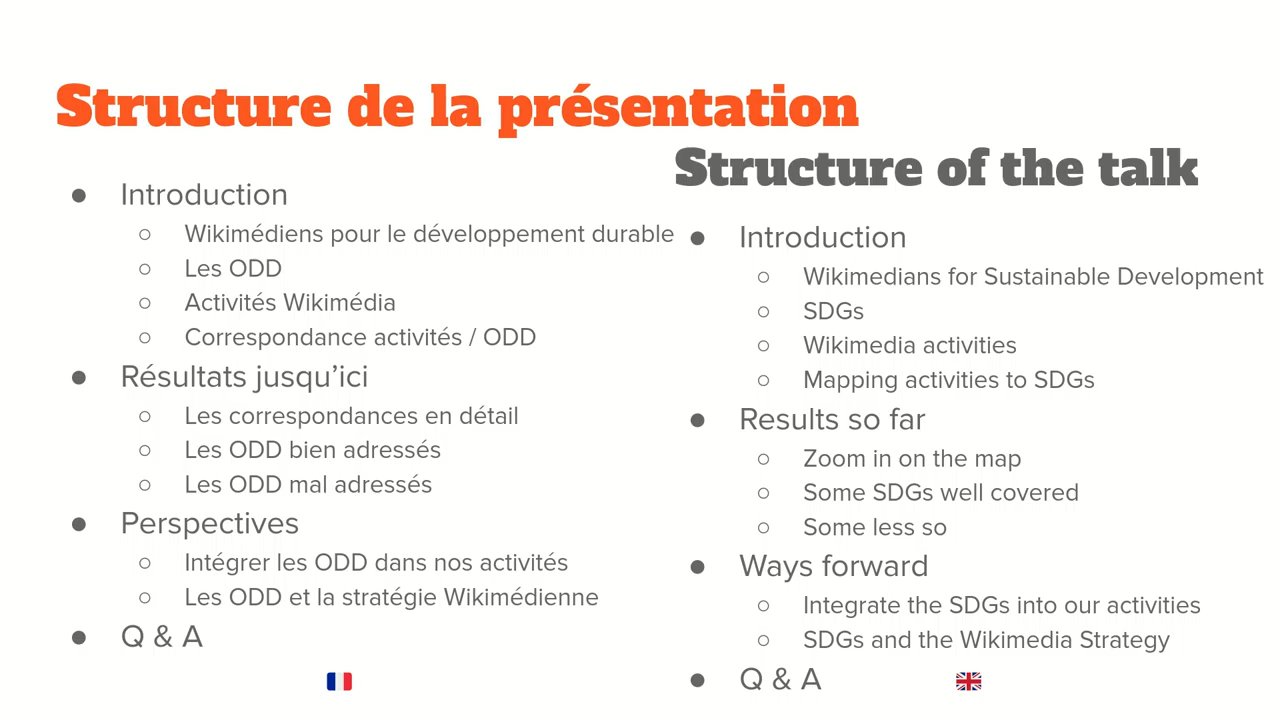 Structure de la présentation
● Introduction
○ Wikimédiens pour le développement durable
○ Les ODD
○ Activités Wikimédia
○ Correspondance activités / ODD
● Résultats jusqu’ici
○ Les correspondances en détail
○ Les ODD bien adressés
○ Les ODD mal adressés
● Perspectives
○ Intégrer les ODD dans nos activités
○ Les ODD et la stratégie Wikimédienne
● Q & A
Structure of the talk
● Introduction
○ Wikimedians for Sustainable Development
○ SDGs
○ Wikimedia activities
○ Mapping activities to SDGs
● Results so far
○ Zoom in on the map
○ Some SDGs well covered
○ Some less so
● Ways forward
○ Integrate the SDGs into our activities
○ SDGs and the Wikimedia Strategy
● Q & A